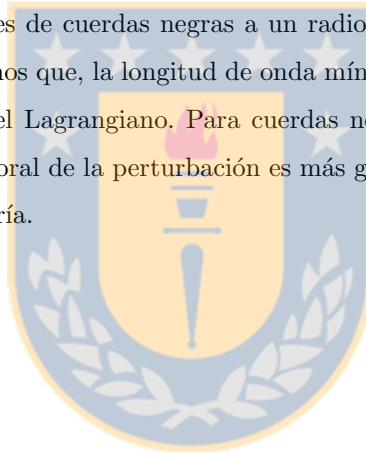 es de cuerdas negras a un radio
nos que, la longitud de onda mín
el Lagrangiano. Para cuerdas ne
oral de la perturbación es más g
ría.